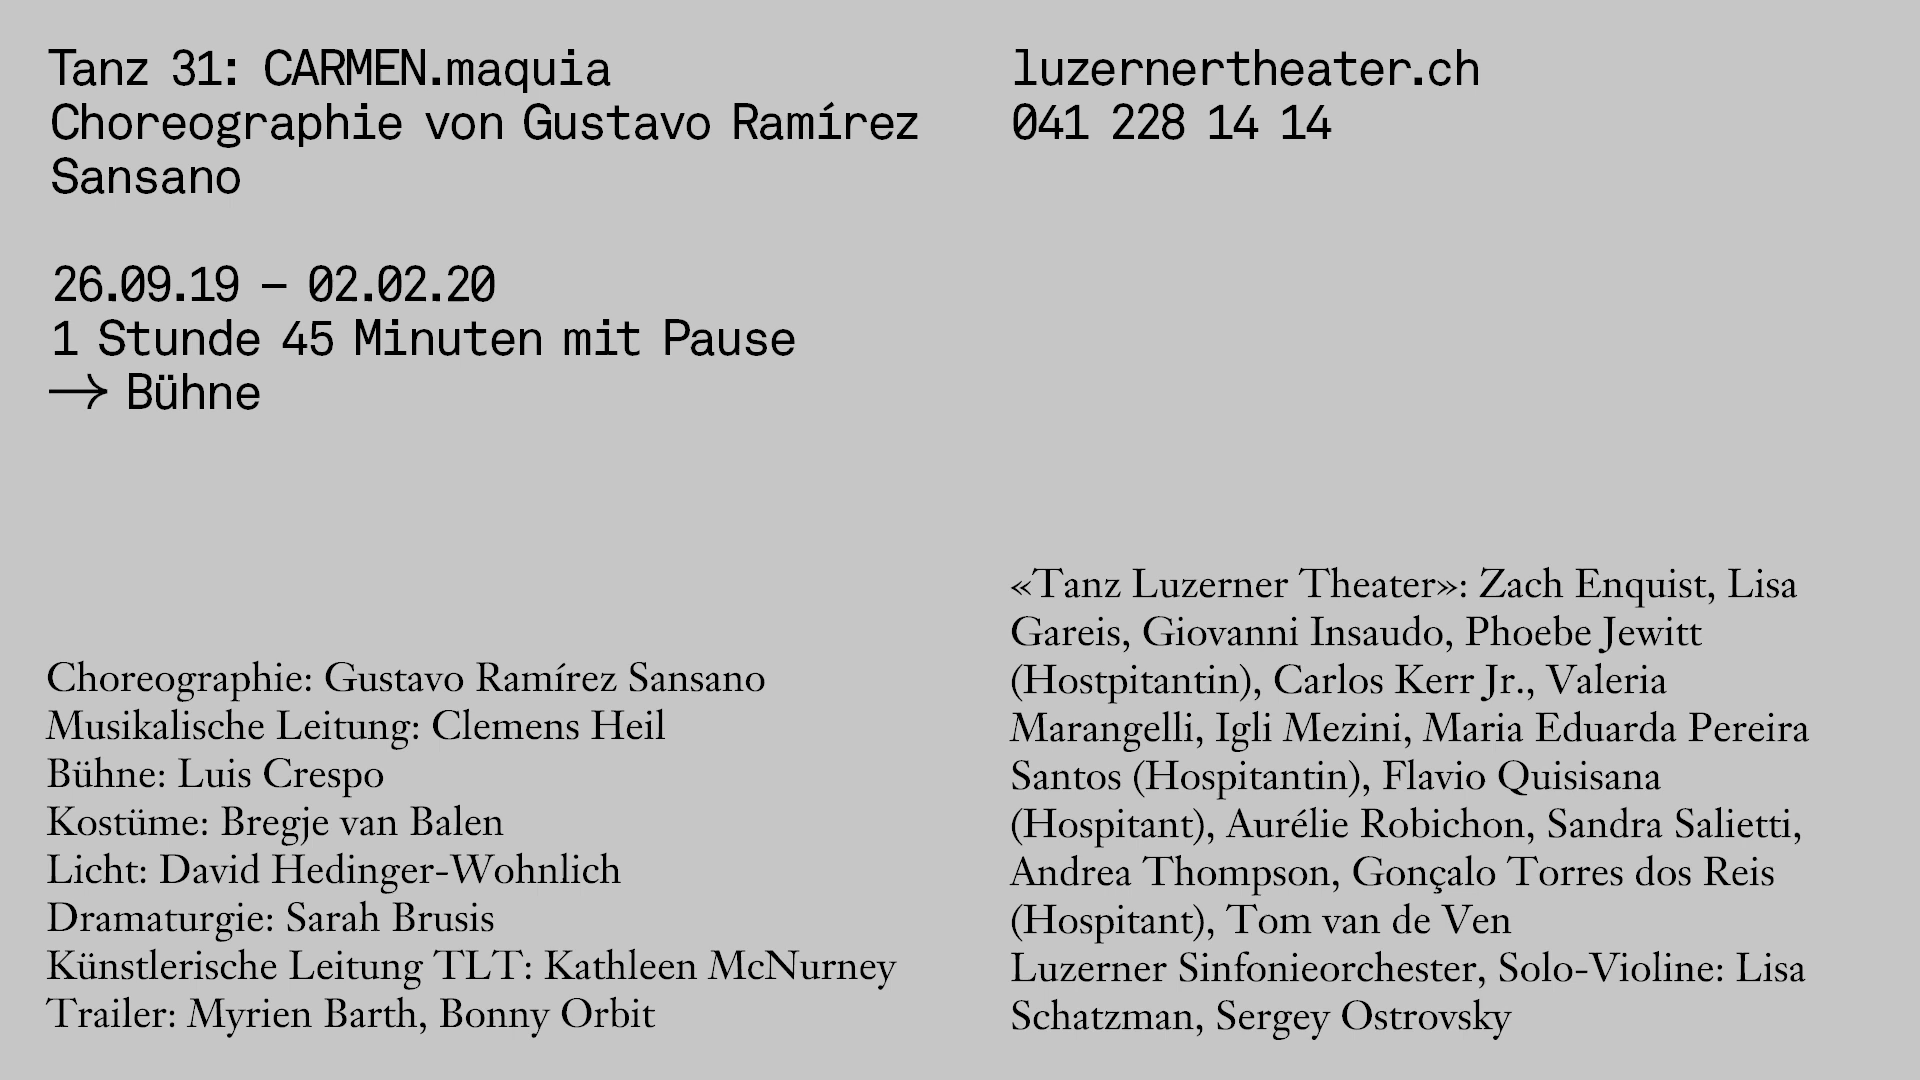 Tanz 31: CARMEN.maquia
Choreographie von Gustavo Ramírez
Sansano
26.09.19 – 02.02.20
1 Stunde 45 Minuten mit Pause
→ Bühne
luzernertheater.ch
041 228 14 14
Choreographie: Gustavo Ramírez Sansano
Musikalische Leitung: Clemens Heil
Bühne: Luis Crespo
Kostüme: Bregje van Balen
Licht: David Hedinger-Wohnlich
Dramaturgie: Sarah Brusis
Künstlerische Leitung TLT: Kathleen McNurney
Trailer: Myrien Barth, Bonny Orbit
«Tanz Luzerner Theater»: Zach Enquist, Lisa
Gareis, Giovanni Insaudo, Phoebe Jewitt
(Hostpitantin), Carlos Kerr Jr., Valeria
Marangelli, Igli Mezini, Maria Eduarda Pereira
Santos (Hospitantin), Flavio Quisisana
(Hospitant), Aurélie Robichon, Sandra Salietti,
Andrea Thompson, Gonçalo Torres dos Reis
(Hospitant), Tom van de Ven
Luzerner Sinfonieorchester, Solo-Violine: Lisa
Schatzman, Sergey Ostrovsky